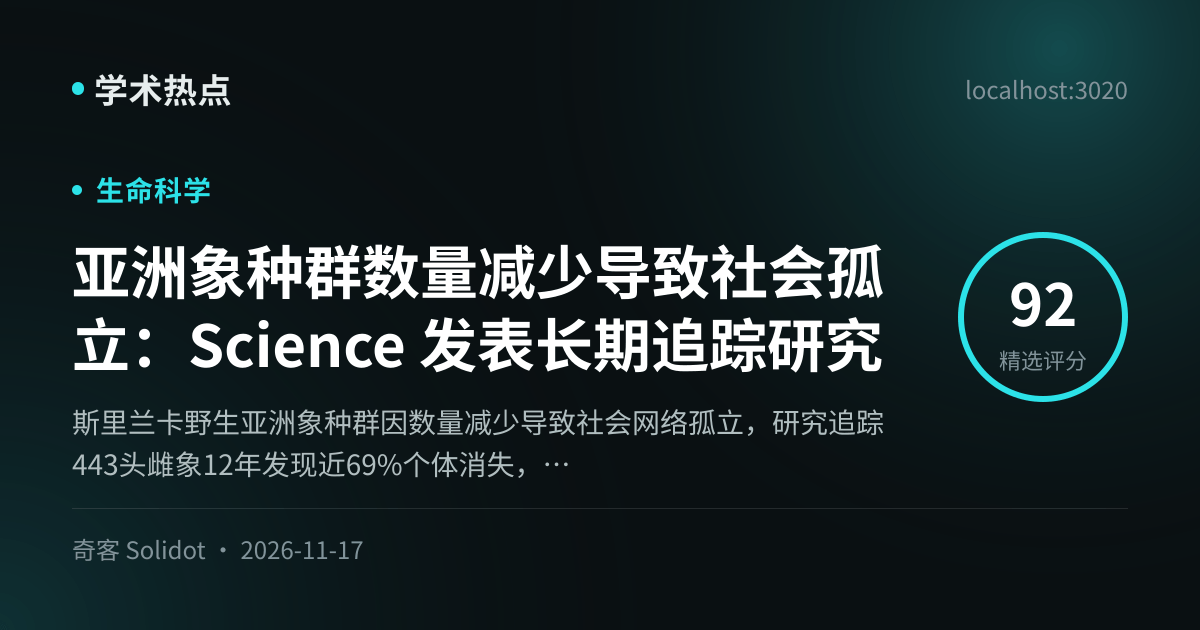 学术热点
localhost:3020
生命科学
亚洲象种群数量减少导致社会孤
立：Science 发表长期追踪研究
92
精选评分
斯里兰卡野生亚洲象种群因数量减少导致社会网络孤立，研究追踪
443头雌象12年发现近69%个体消失，…
奇客 Solidot · 2026-11-17